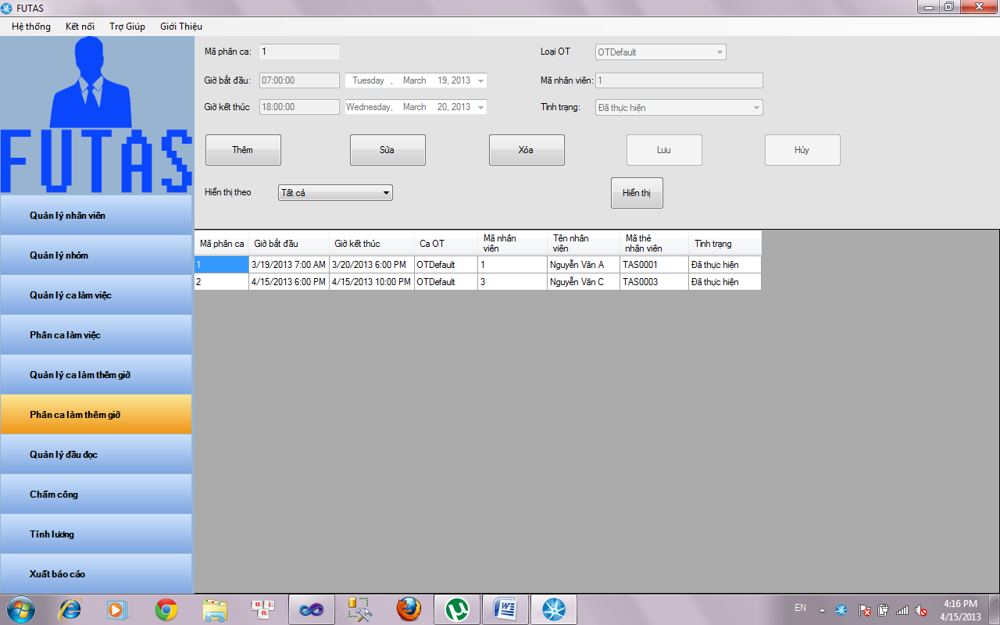 FUTAS
Hệ thống Kết nối Trợ Giúp Giới Thiệu
FUTAS
Mã phân ca: 1 Loại OT OTDefault
Giờ bắt đầu: 07:00:00 Tuesday , March 19, 2013 Mã nhân viên: 1
Giờ kết thúc 18:00:00 Wednesday, March 20, 2013 Tình trạng: Đã thực hiện
Thêm Sửa Xóa Lưu Hủy
Hiển thị theo Tất cả Hiển thị
Quản lý nhân viên
Quản lý nhóm
Quản lý ca làm việc
Phân ca làm việc
Quản lý ca làm thêm giờ
Phân ca làm thêm giờ
Quản lý đầu đọc
Chấm công
Tính lương
Xuất báo cáo
Mã phân ca Giờ bắt đầu Giờ kết thúc Ca OT Mã nhân viên Tên nhân viên Mã thẻ nhân viên Tình trạng
1 3/19/2013 7:00 AM 3/20/2013 6:00 PM OTDefault 1 Nguyễn Văn A TAS0001 Đã thực hiện
2 4/15/2013 6:00 PM 4/15/2013 10:00 PM OTDefault 3 Nguyễn Văn C TAS0003 Đã thực hiện
u i n
EN
4:16 PM
4/15/2013